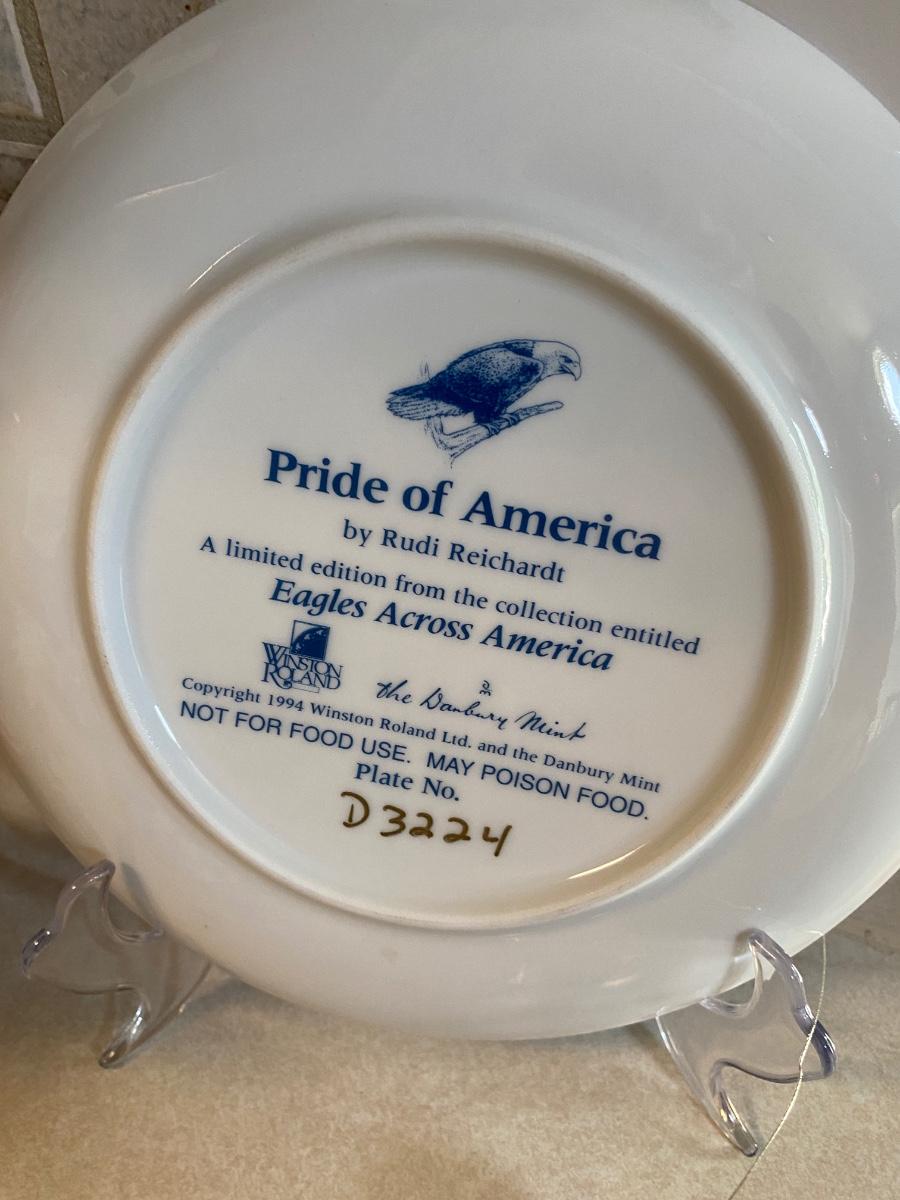 Pride of America
by Rudi Reichardt
A limited edition from the collection entitled
Eagles Across America
WINSTON
ROLAND
DM
the Danbury Mint
Copyright 1994 Winston Roland Ltd. and the Danbury Mint
NOT FOR FOOD USE. MAY POISON FOOD.
Plate No.
D3224